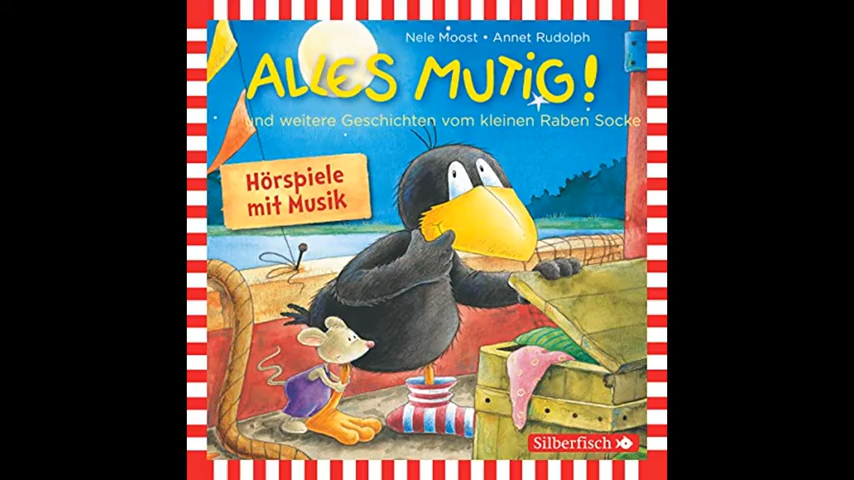 Nele Moost • Annet Rudolph
ALLES MUTiG!
und weitere Geschichten vom kleinen Raben Socke
Hörspiele
mit Musik
Silberfisch